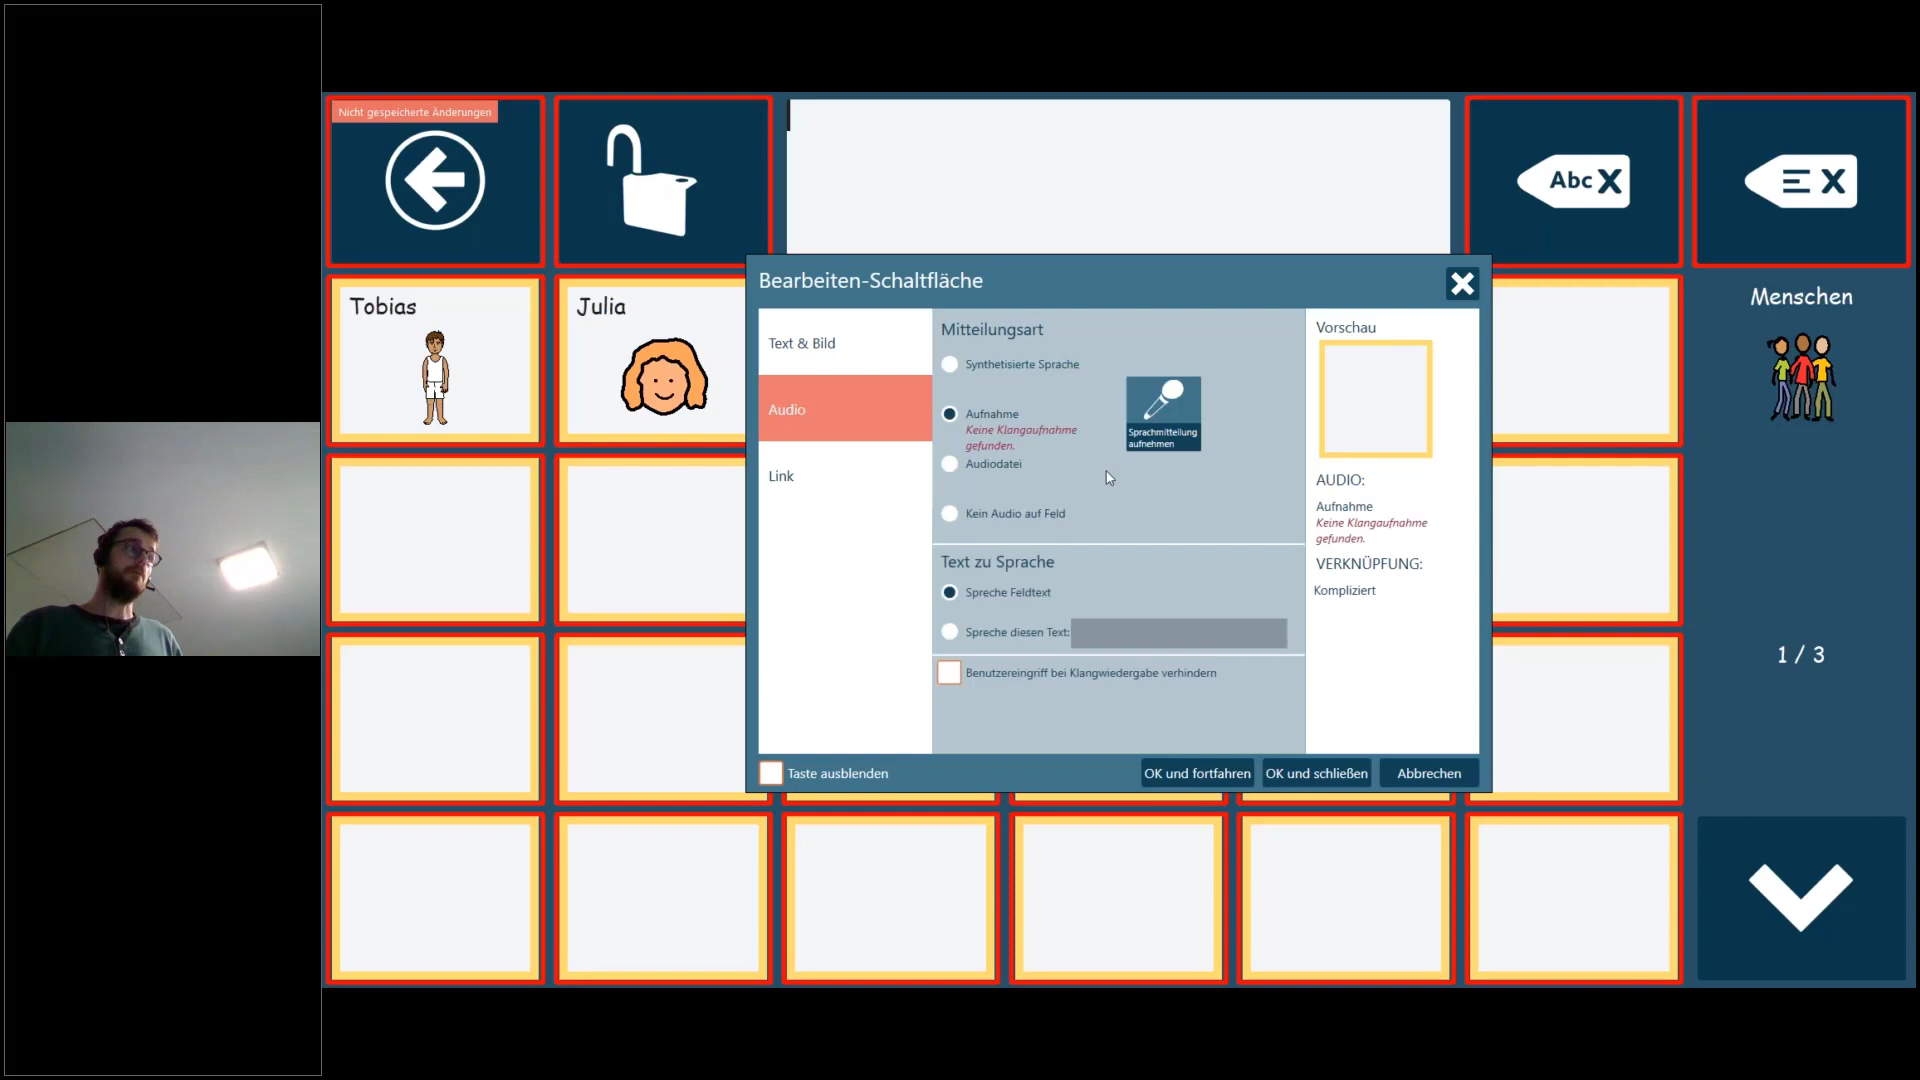 Nicht gespeicherte Änderungen
Abc X
X
Tobias
Julia
Menschen
1 / 3
Bearbeiten-Schaltfläche
Text & Bild
Audio
Link
Mitteilungsart
Synthetisierte Sprache
Aufnahme
Keine Klangaufnahme
gefunden.
Audiodatei
Kein Audio auf Feld
Sprachmitteilung
aufnehmen
Text zu Sprache
Spreche Feldtext
Spreche diesen Text:
Benutzereingriff bei Klangwiedergabe verhindern
Vorschau
AUDIO:
Aufnahme
Keine Klangaufnahme
gefunden.
VERKNÜPFUNG:
Kompliziert
Taste ausblenden
OK und fortfahren
OK und schließen
Abbrechen